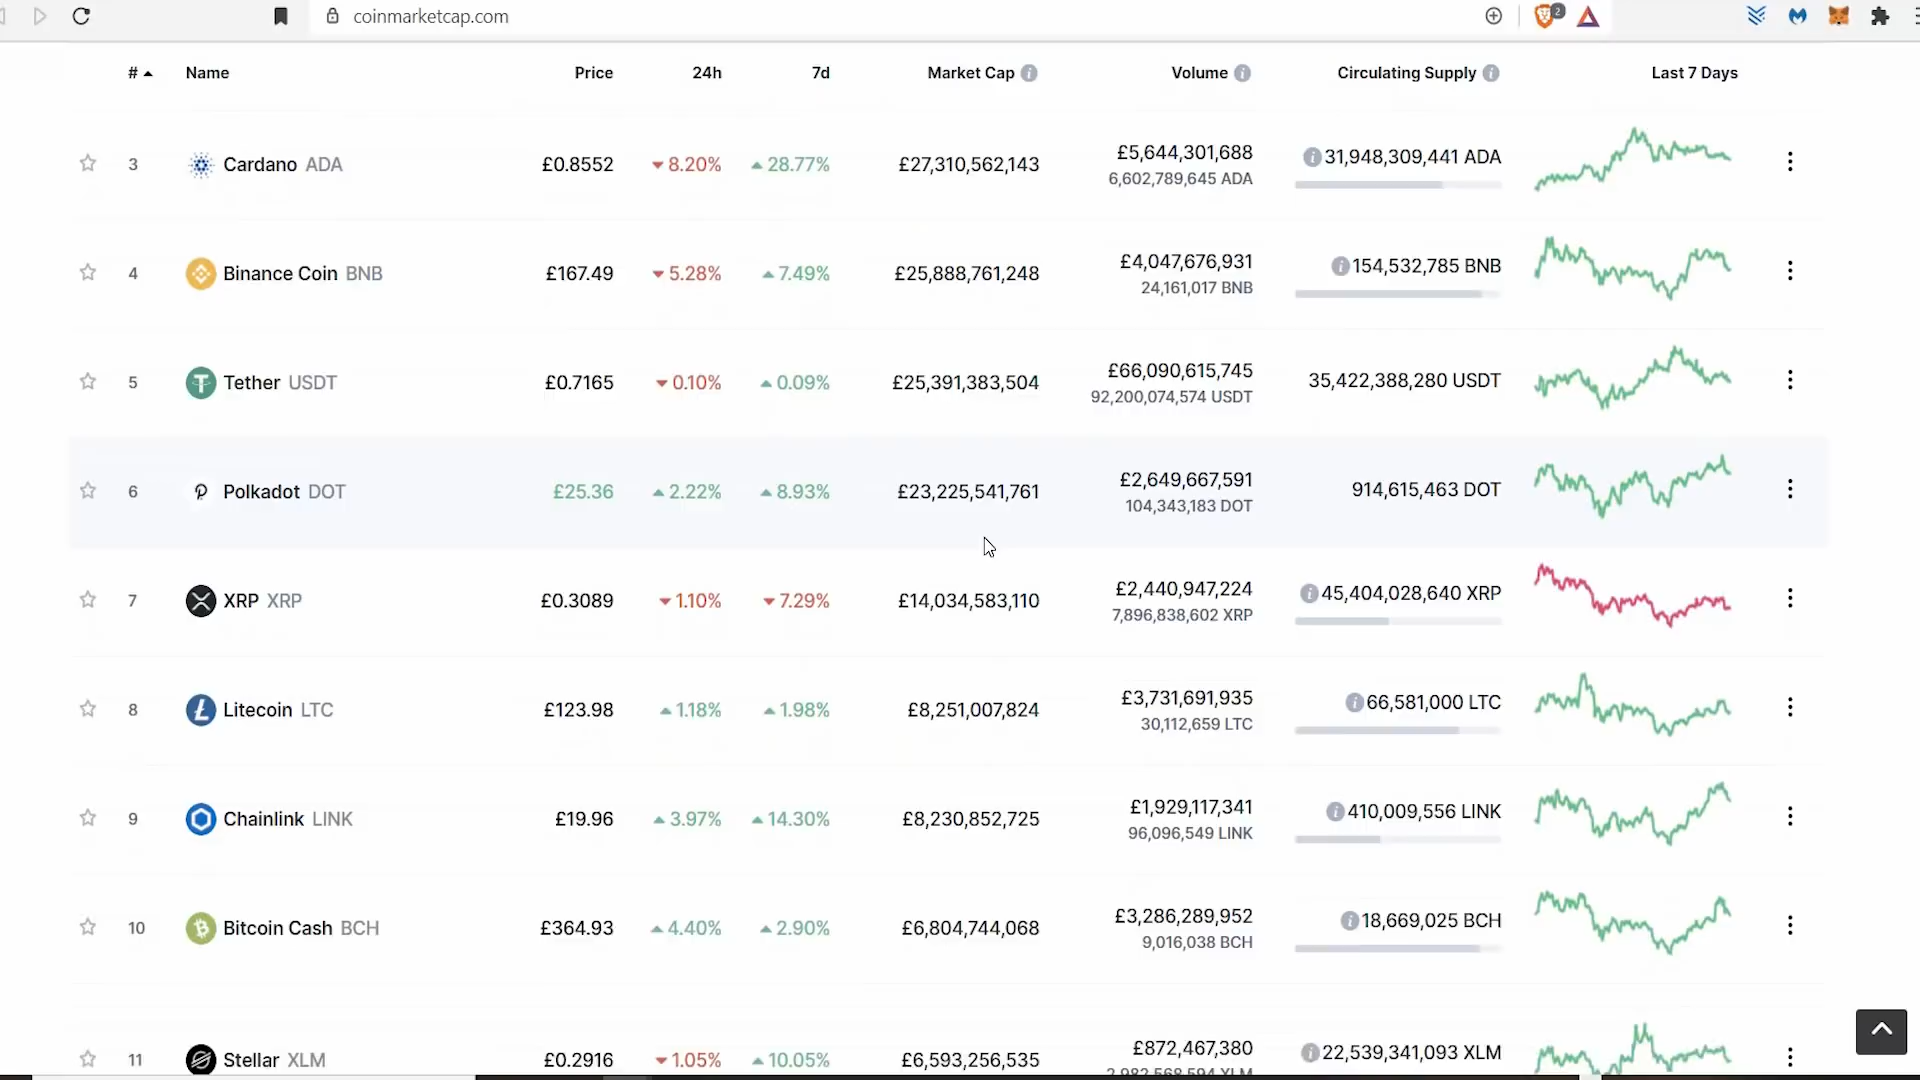 coinmarketcap.com
2
# Name Price 24h 7d Market Cap Volume Circulating Supply Last 7 Days
3 Cardano ADA £0.8552 8.20% 28.77% £27,310,562,143 £5,644,301,688 31,948,309,441 ADA
6,602,789,645 ADA
4 Binance Coin BNB £167.49 5.28% 7.49% £25,888,761,248 £4,047,676,931 154,532,785 BNB
24,161,017 BNB
5 Tether USDT £0.7165 0.10% 0.09% £25,391,383,504 £66,090,615,745 35,422,388,280 USDT
92,200,074,574 USDT
6 Polkadot DOT £25.36 2.22% 8.93% £23,225,541,761 £2,649,667,591 914,615,463 DOT
104,343,183 DOT
7 XRP XRP £0.3089 1.10% 7.29% £14,034,583,110 £2,440,947,224 45,404,028,640 XRP
7,896,838,602 XRP
8 Litecoin LTC £123.98 1.18% 1.98% £8,251,007,824 £3,731,691,935 66,581,000 LTC
30,112,659 LTC
9 Chainlink LINK £19.96 3.97% 14.30% £8,230,852,725 £1,929,117,341 410,009,556 LINK
96,096,549 LINK
10 Bitcoin Cash BCH £364.93 4.40% 2.90% £6,804,744,068 £3,286,289,952 18,669,025 BCH
9,016,038 BCH
11 Stellar XLM £0.2916 1.05% 10.05% £6,593,256,535 £872,467,380 22,539,341,093 XLM
2,982,568,594 XLM